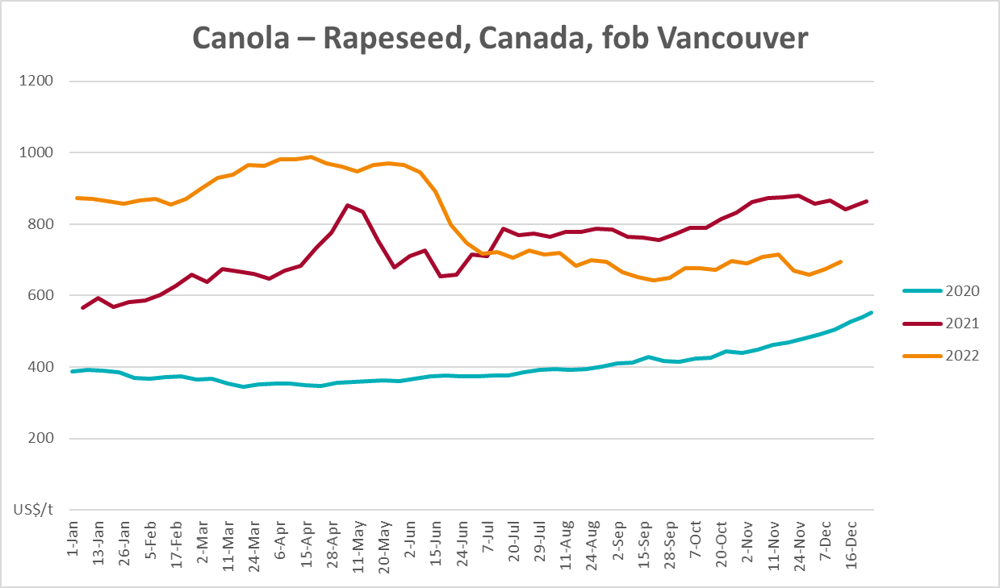 Canola – Rapeseed, Canada, fob Vancouver
1200
1000
800
600
400
200
US$/t
1-Jan
13-Jan
26-Jan
5-Feb
17-Feb
2-Mar
11-Mar
24-Mar
6-Apr
15-Apr
28-Apr
11-May
20-May
2-Jun
15-Jun
24-Jun
7-Jul
20-Jul
29-Jul
11-Aug
24-Aug
2-Sep
15-Sep
28-Sep
7-Oct
20-Oct
2-Nov
11-Nov
24-Nov
7-Dec
16-Dec
2020
2021
2022